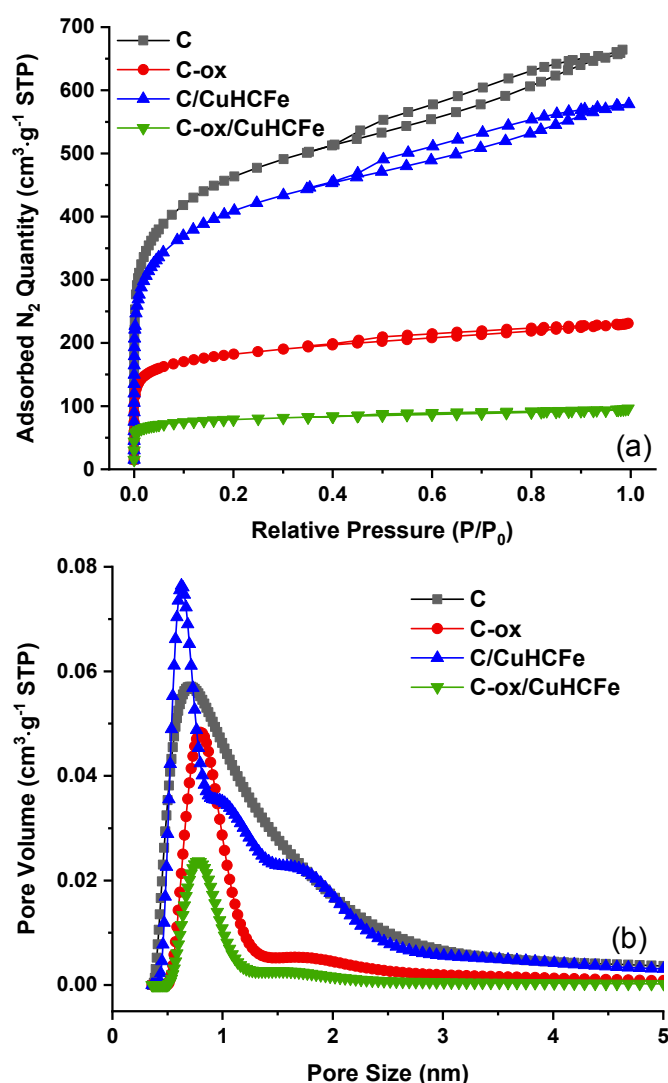 700
600
500
400
300
200
100
0
Adsorbed N₂ Quantity (cm³·g⁻¹ STP)
C
C-ox
C/CuHCFe
C-ox/CuHCFe
(a)
0.0 0.2 0.4 0.6 0.8 1.0
Relative Pressure (P/P₀)
0.08
0.06
0.04
0.02
0.00
Pore Volume (cm³·g⁻¹ STP)
C
C-ox
C/CuHCFe
C-ox/CuHCFe
(b)
0 1 2 3 4 5
Pore Size (nm)